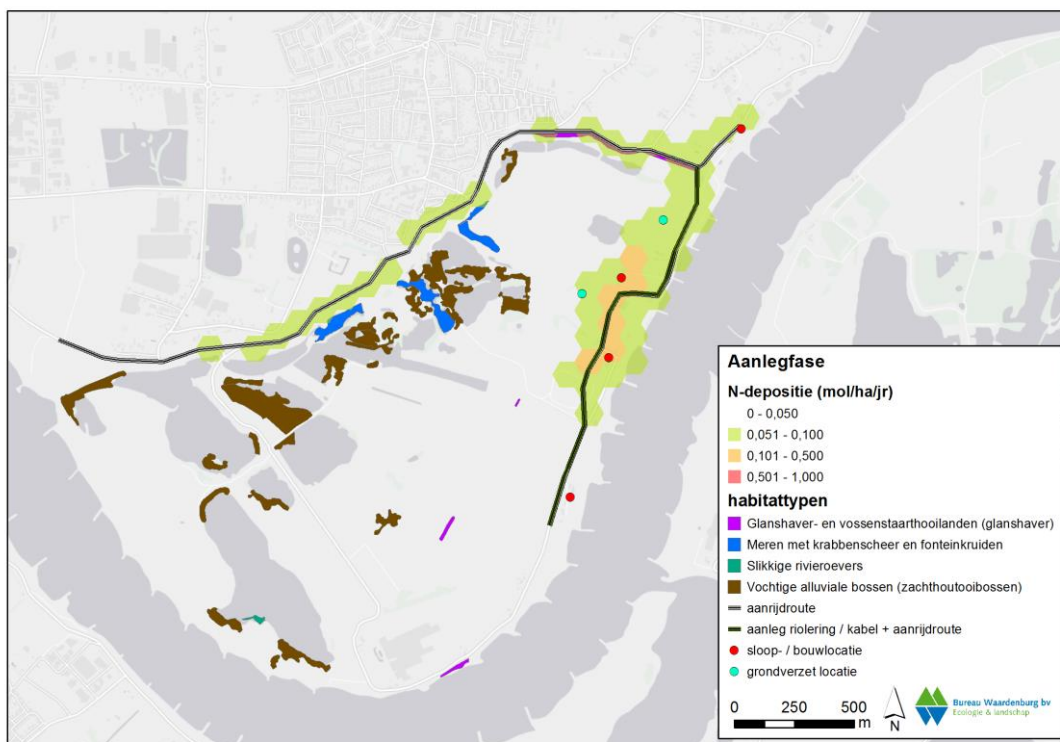 Aanlegfase
N-depositie (mol/ha/jr)
0 - 0,050
0,051 - 0,100
0,101 - 0,500
0,501 - 1,000
habitattypen
Glanshaver- en vossenstaarthooilanden (glanshaver)
Meren met krabbenscheer en fonteinkruiden
Slikkige rivieroevers
Vochtige alluviale bossen (zachthoutooibossen)
aanrijdroute
aanleg riolering / kabel + aanrijdroute
sloop- / bouwlocatie
grondverzet locatie
0 250 500
m
N
Bureau Waardenburg bv
Ecologie & landschap